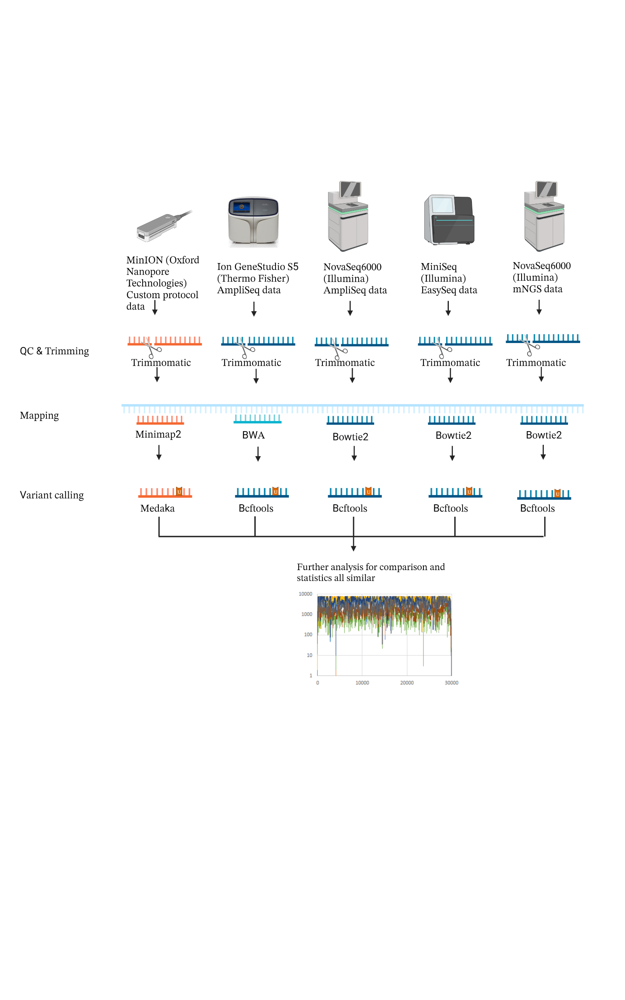 MinION (Oxford
Nanopore
Technologies)
Custom protocol
data
Ion GeneStudio S5
(Thermo Fisher)
AmpliSeq data
NovaSeq6000
(Illumina)
AmpliSeq data
MiniSeq
(Illumina)
EasySeq data
NovaSeq6000
(Illumina)
mNGS data
QC & Trimming
Trimmomatic
Trimmomatic
Trimmomatic
Trimmomatic
Trimmomatic
Mapping
Minimap2
BWA
Bowtie2
Bowtie2
Bowtie2
Variant calling
U
U
U
U
U
Medaka
Bcftools
Bcftools
Bcftools
Bcftools
Further analysis for comparison and
statistics all similar
10000
1000
100
10
1
0
10000
20000
30000